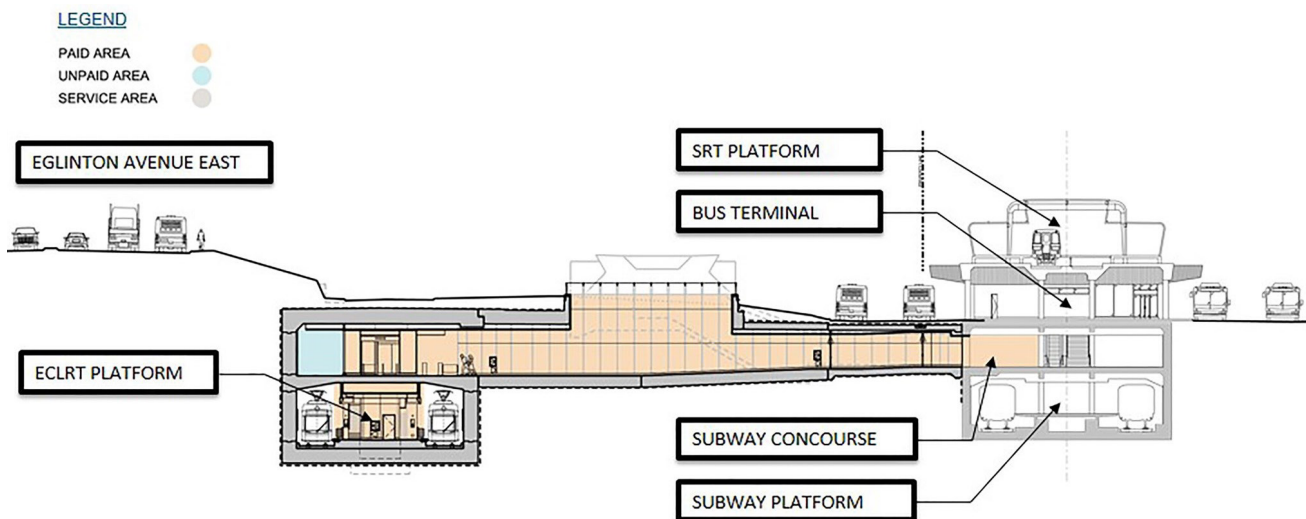 LEGEND
PAID AREA
UNPAID AREA
SERVICE AREA
EGLINTON AVENUE EAST
SRT PLATFORM
BUS TERMINAL
ECLRT PLATFORM
SUBWAY CONCOURSE
SUBWAY PLATFORM